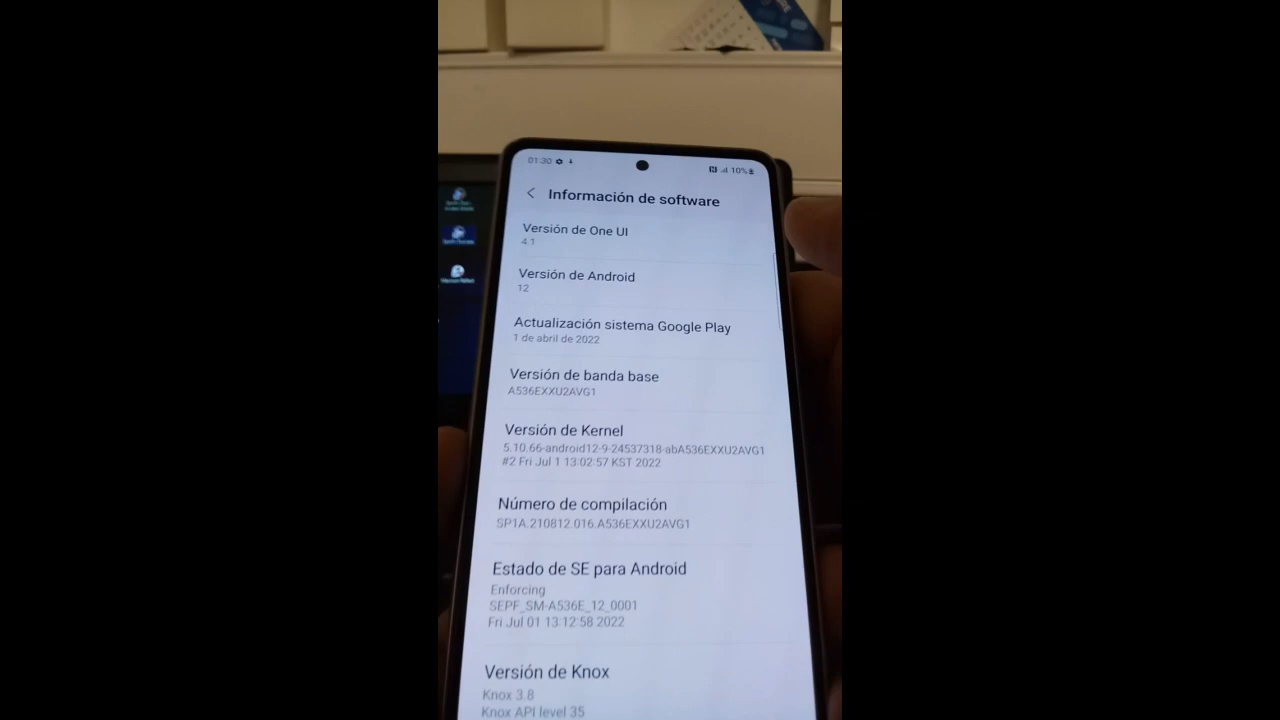 01:30
10%
Información de software
Versión de One UI
4.1
Versión de Android
12
Actualización sistema Google Play
1 de abril de 2022
Versión de banda base
A536EXXU2AVG1
Versión de Kernel
5.10.66-android12-9-24537318-abA536EXXU2AVG1
#2 Fri Jul 1 13:02:57 KST 2022
Número de compilación
SP1A.210812.016.A536EXXU2AVG1
Estado de SE para Android
Enforcing
SEPF_SM-A536E_12_0001
Fri Jul 01 13:12:58 2022
Versión de Knox
Knox 3.8
Knox API level 35